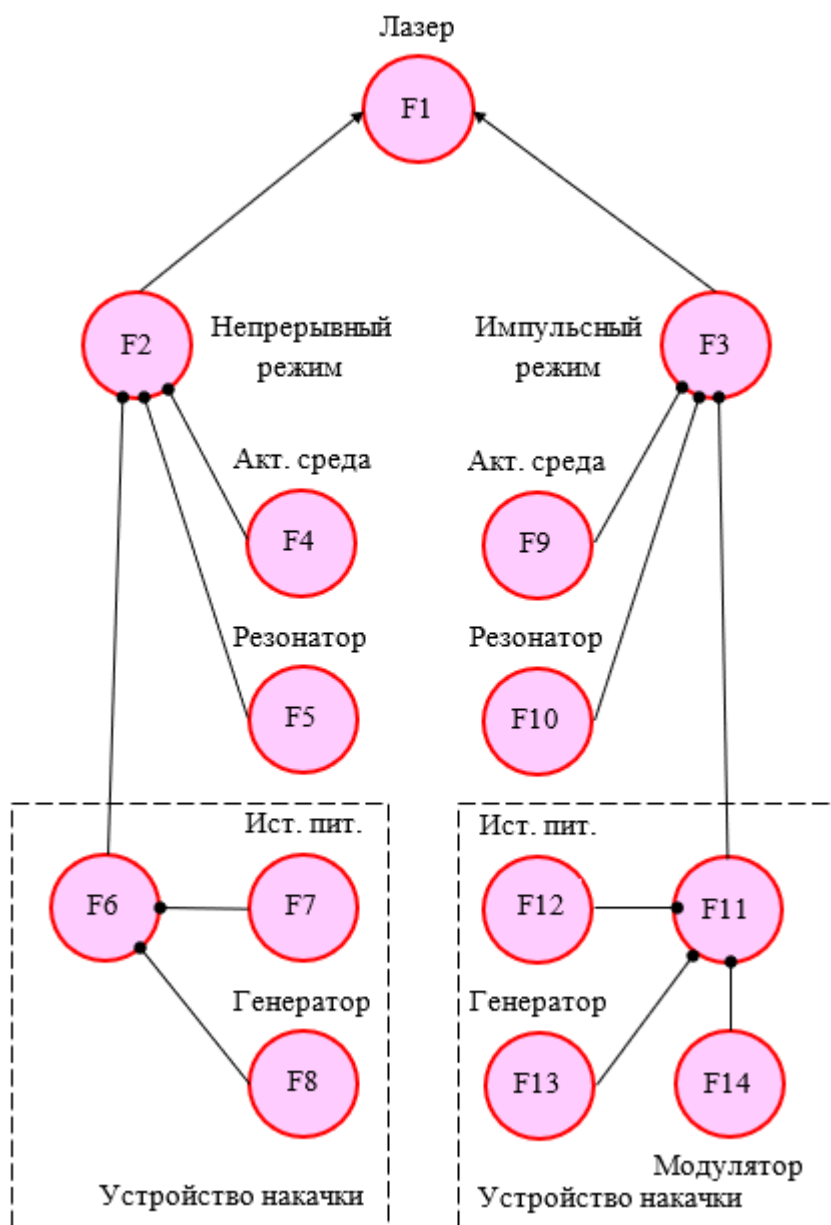 Лазер
F1
F2
Непрерывный
режим
Импульсный
режим
F3
Акт. среда
Акт. среда
F4
F9
Резонатор
Резонатор
F5
F10
Ист. пит.
Ист. пит.
F6
F7
F12
F11
Генератор
Генератор
F8
F13
F14
Модулятор
Устройство накачки
Устройство накачки